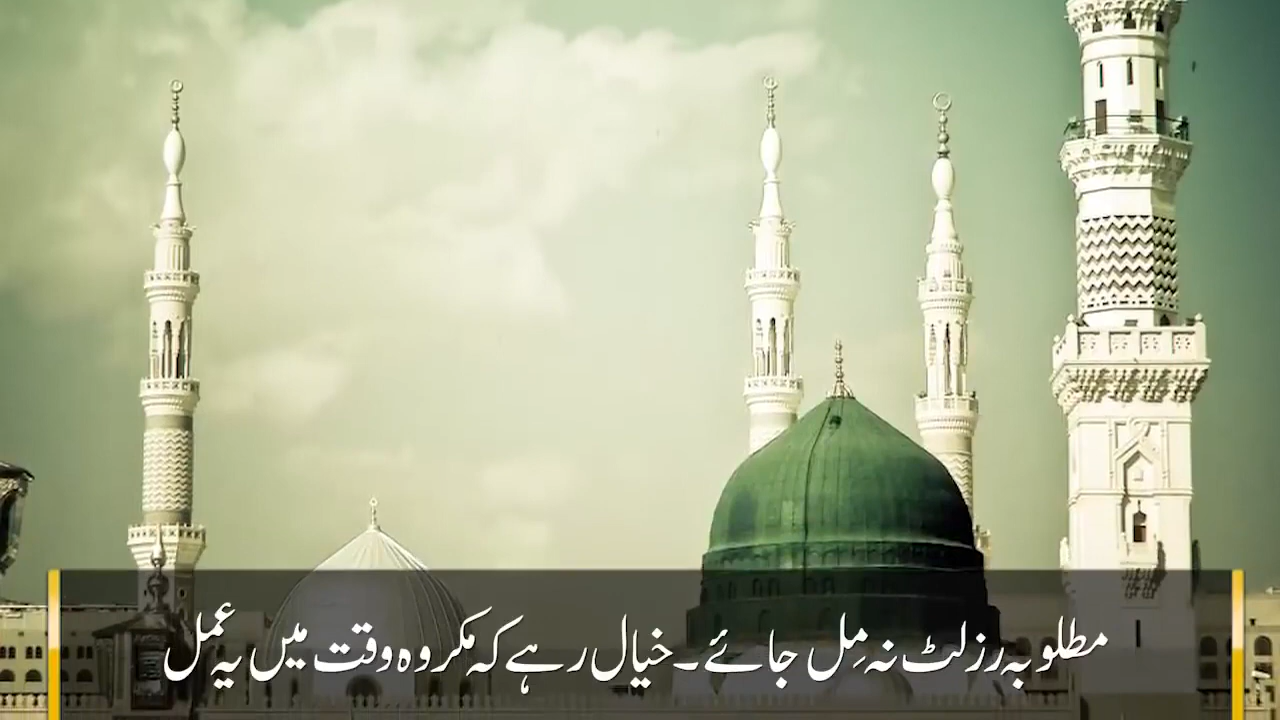 مطلوبہ رزلٹ نہ مِل جائے۔ خیال رہے کہ مکروہ وقت میں یہ عمل